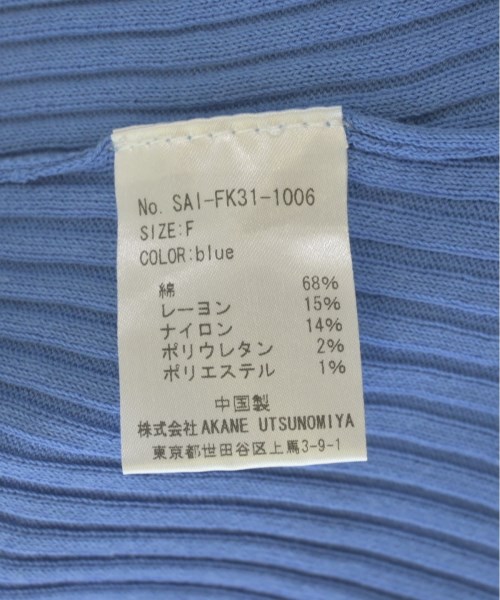 No. SAI-FK31-1006
SIZE:F
COLOR:blue
綿 68%
レーヨン 15%
ナイロン 14%
ポリウレタン 2%
ポリエステル 1%
中国製
株式会社AKANE UTSUNOMIYA
東京都世田谷区上馬3-9-1